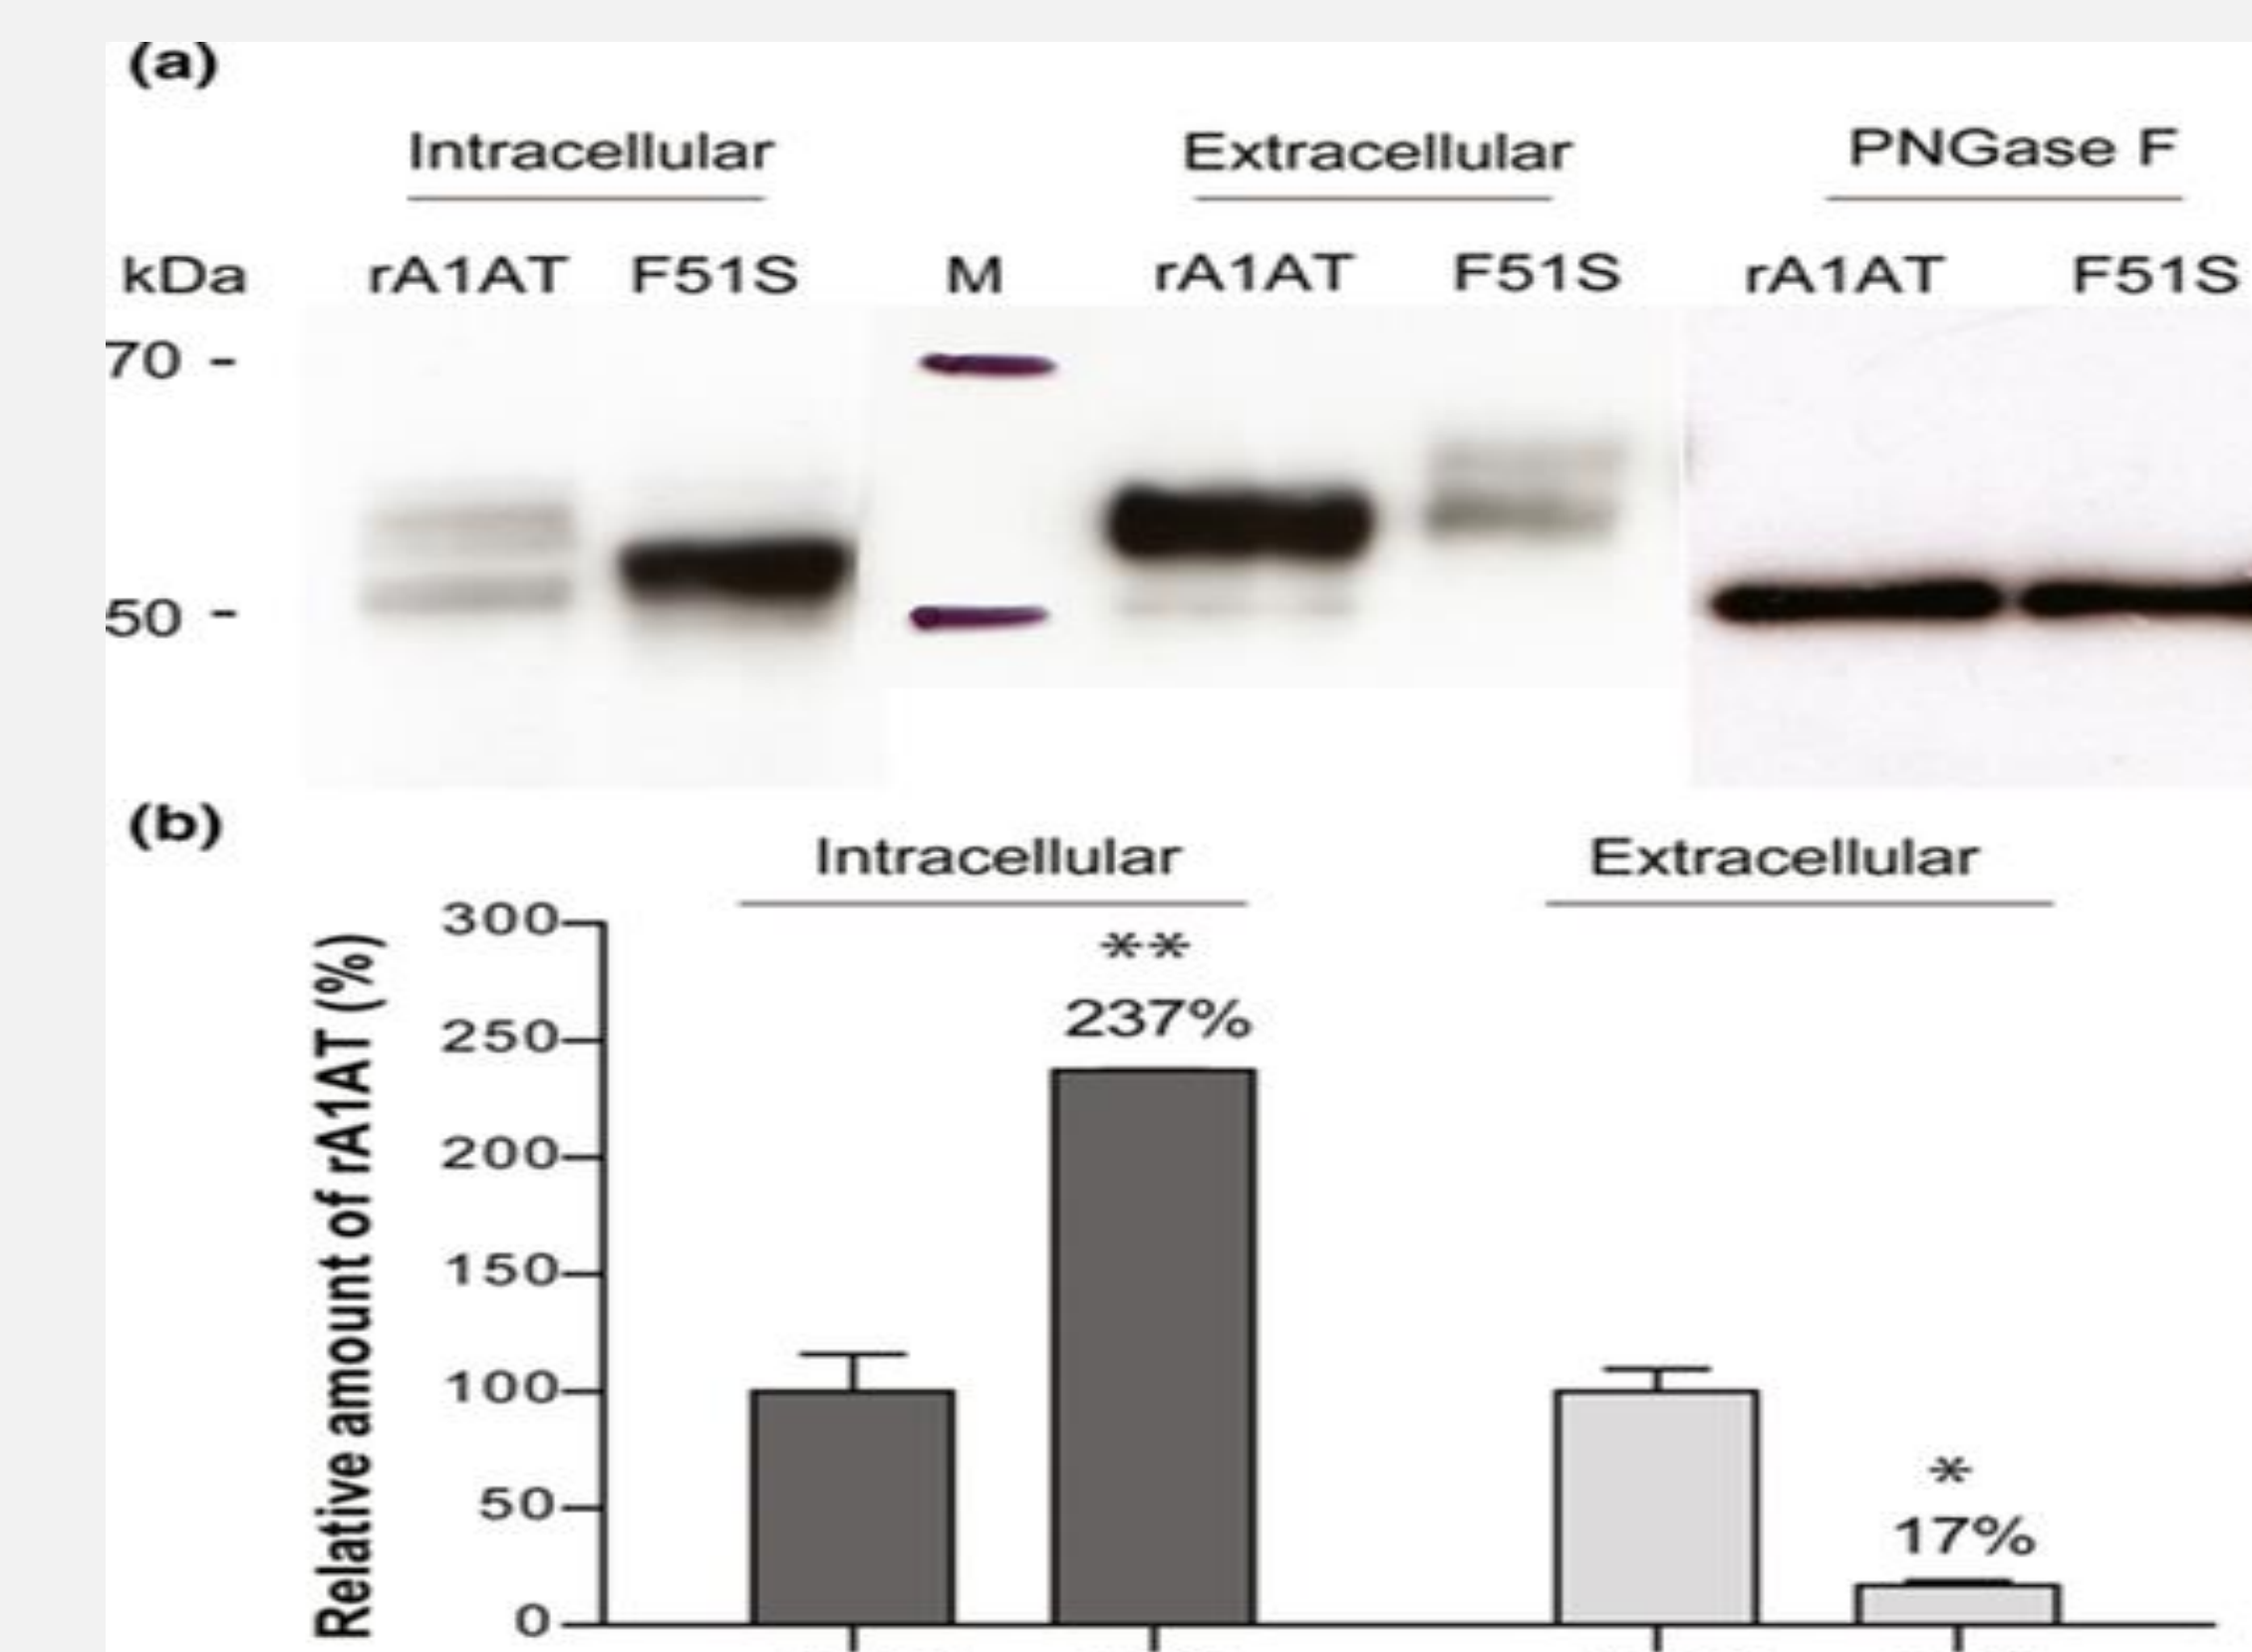 (a)
Intracellular Extracellular PNGase F
kDa rA1AT F51S M rA1AT F51S rA1AT F51S
70 -
50 -
(b)
Intracellular Extracellular
Relative amount of rA1AT (%)
300
**
237%
250
200
150
100
50
*
17%
0